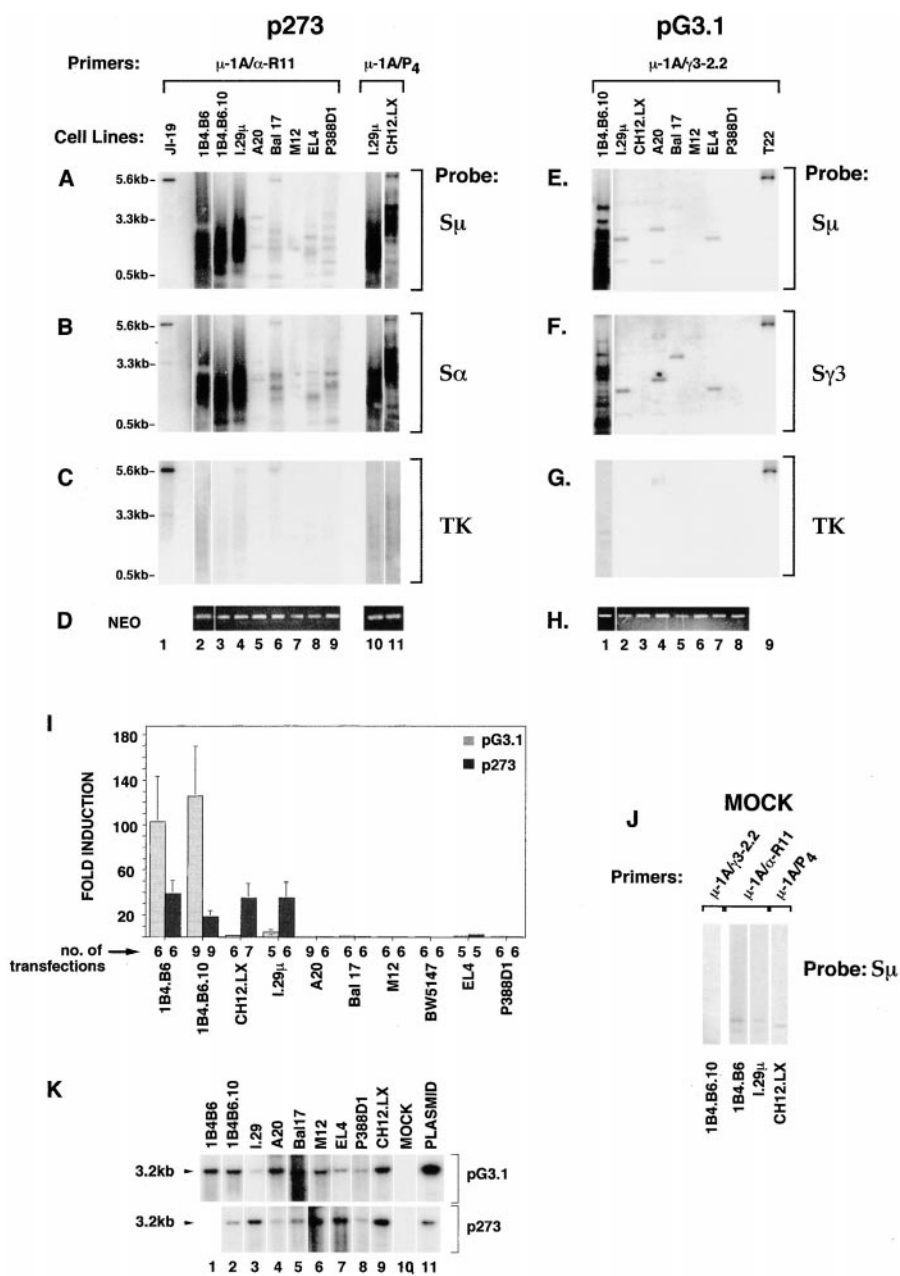 p273
pG3.1
Primers: μ-1A/α-R11 μ-1A/P4 μ-1A/γ3-2.2
Cell Lines: JI-19 1B4.B6 1B4.B6.10 I.29μ A20 Bal 17 M12 EL4 P388D1 I.29μ CH12.LX
1B4.B6.10 I.29μ CH12.LX A20 Bal 17 M12 EL4 P388D1 T22
A 5.6kb- Probe: E. Probe:
3.3kb- Sμ Sμ
0.5kb-
B 5.6kb- F.
3.3kb- Sα Sγ3
0.5kb-
C 5.6kb- G.
3.3kb- TK TK
0.5kb-
D NEO H.
1 2 3 4 5 6 7 8 9 10 11 1 2 3 4 5 6 7 8 9
I
180
140
100
60
20
FOLD INDUCTION
pG3.1
p273
no. of transfections 6 6 9 9 6 7 5 6 9 6 6 6 6 6 6 6 5 5 6 6
1B4.B6 1B4.B6.10 CH12.LX I.29μ A20 Bal 17 M12 BW5147 EL4 P388D1
J MOCK
Primers: μ-1A/γ3-2.2 μ-1A/α-R11 μ-1A/P4
Probe: Sμ
1B4.B6.10 1B4.B6 I.29μ CH12.LX
K
1B4B6 1B4B6.10 I.29 A20 Bal17 M12 EL4 P388D1 CH12.LX MOCK PLASMID
3.2kb pG3.1
3.2kb p273
1 2 3 4 5 6 7 8 9 10 11